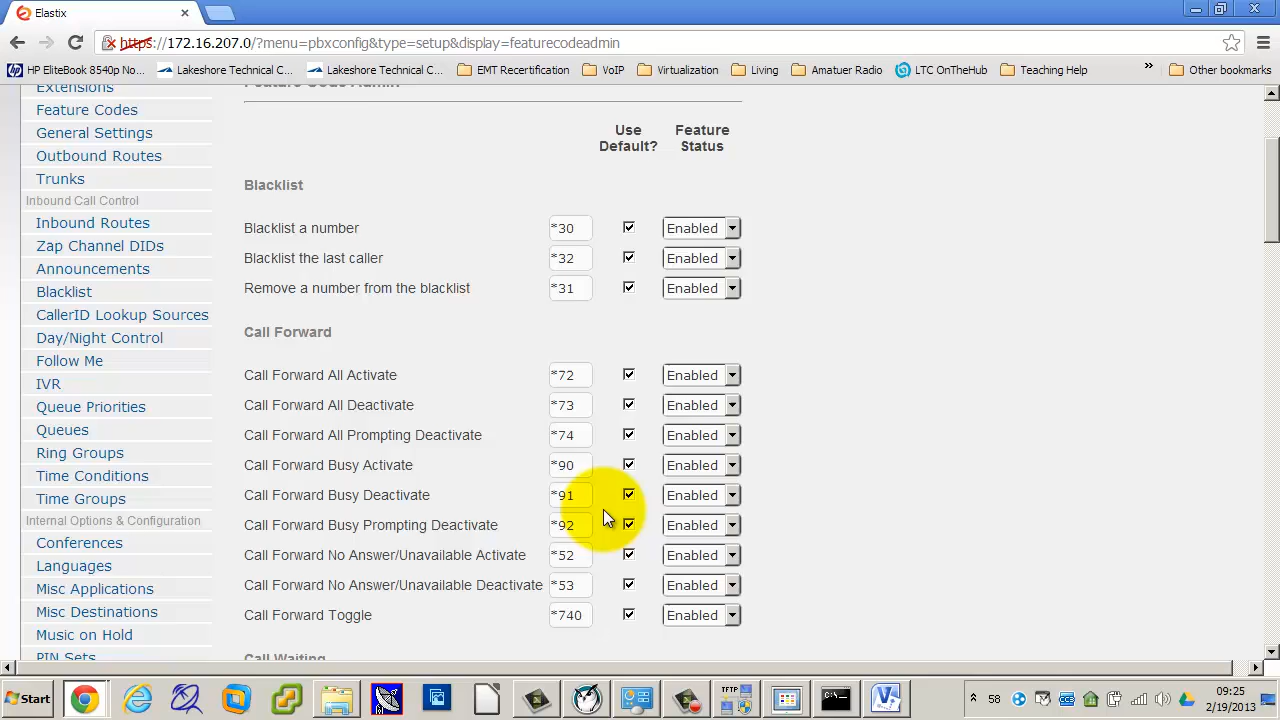 Elastix
https://172.16.207.0/?menu=pbxconfig&type=setup&display=featurecodeadmin
HP EliteBook 8540p No...
Lakeshore Technical C...
Lakeshore Technical C...
EMT Recertification
VoIP
Virtualization
Living
Amatuer Radio
LTC OnTheHub
Teaching Help
»
Other bookmarks
Extensions
Feature Codes
General Settings
Outbound Routes
Trunks
Inbound Call Control
Inbound Routes
Zap Channel DIDs
Announcements
Blacklist
CallerID Lookup Sources
Day/Night Control
Follow Me
IVR
Queue Priorities
Queues
Ring Groups
Time Conditions
Time Groups
Internal Options & Configuration
Conferences
Languages
Misc Applications
Misc Destinations
Music on Hold
PIN Sets
Feature Code Admin
Use Default?
Feature Status
Blacklist
Blacklist a number *30 Enabled
Blacklist the last caller *32 Enabled
Remove a number from the blacklist *31 Enabled
Call Forward
Call Forward All Activate *72 Enabled
Call Forward All Deactivate *73 Enabled
Call Forward All Prompting Deactivate *74 Enabled
Call Forward Busy Activate *90 Enabled
Call Forward Busy Deactivate *91 Enabled
Call Forward Busy Prompting Deactivate *92 Enabled
Call Forward No Answer/Unavailable Activate *52 Enabled
Call Forward No Answer/Unavailable Deactivate *53 Enabled
Call Forward Toggle *740 Enabled
Call Waiting
Start
TFTP
58
09:25
2/19/2013